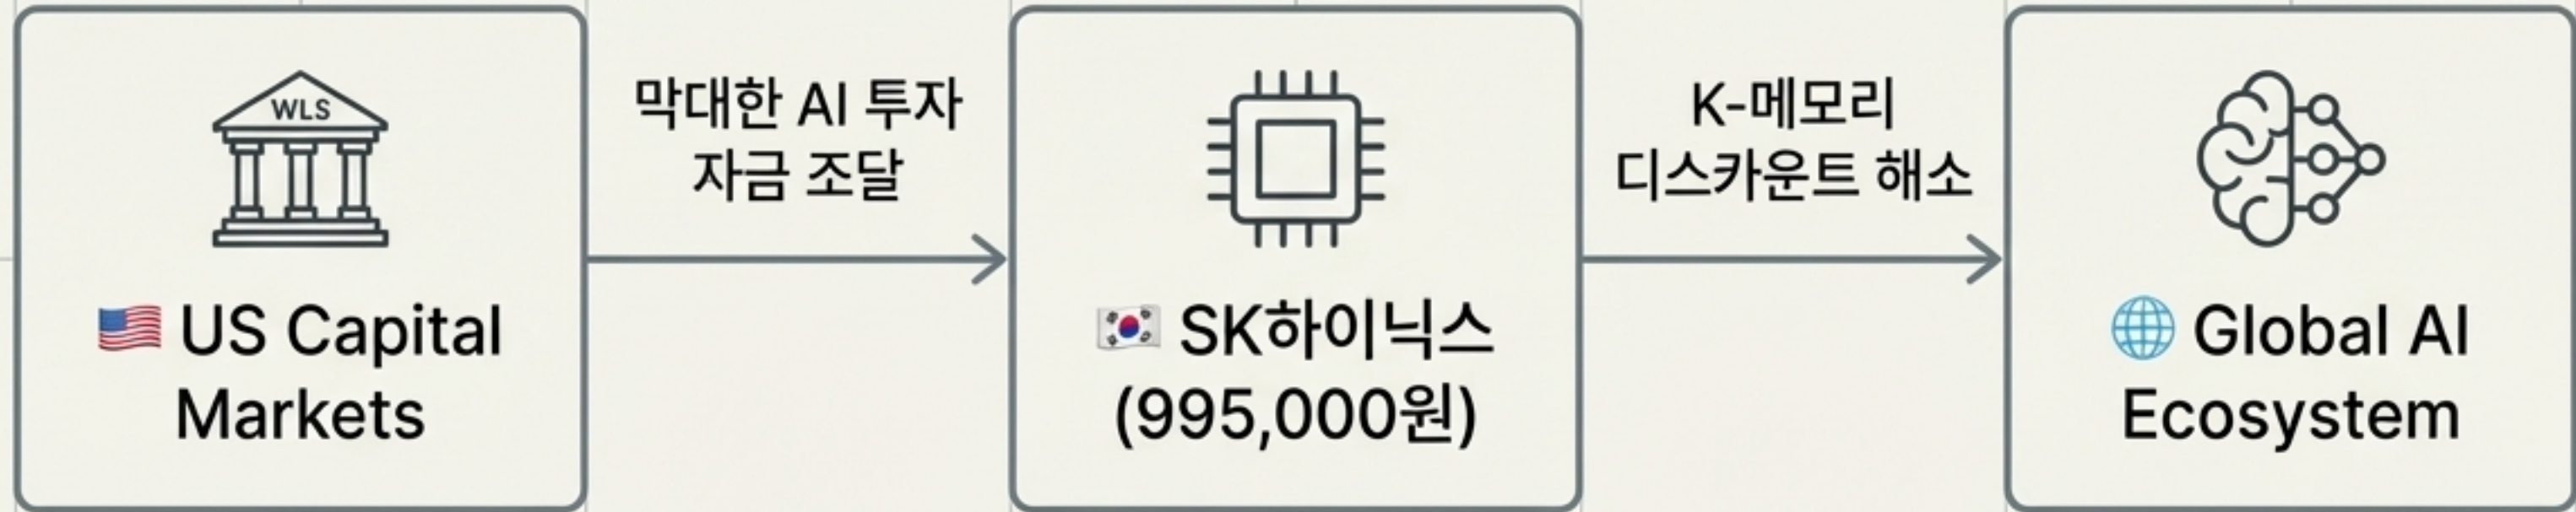 WLS
🇺🇸 US Capital
Markets
막대한 AI 투자
자금 조달
🇰🇷 SK하이닉스
(995,000원)
K-메모리
디스카운트 해소
🌐 Global AI
Ecosystem